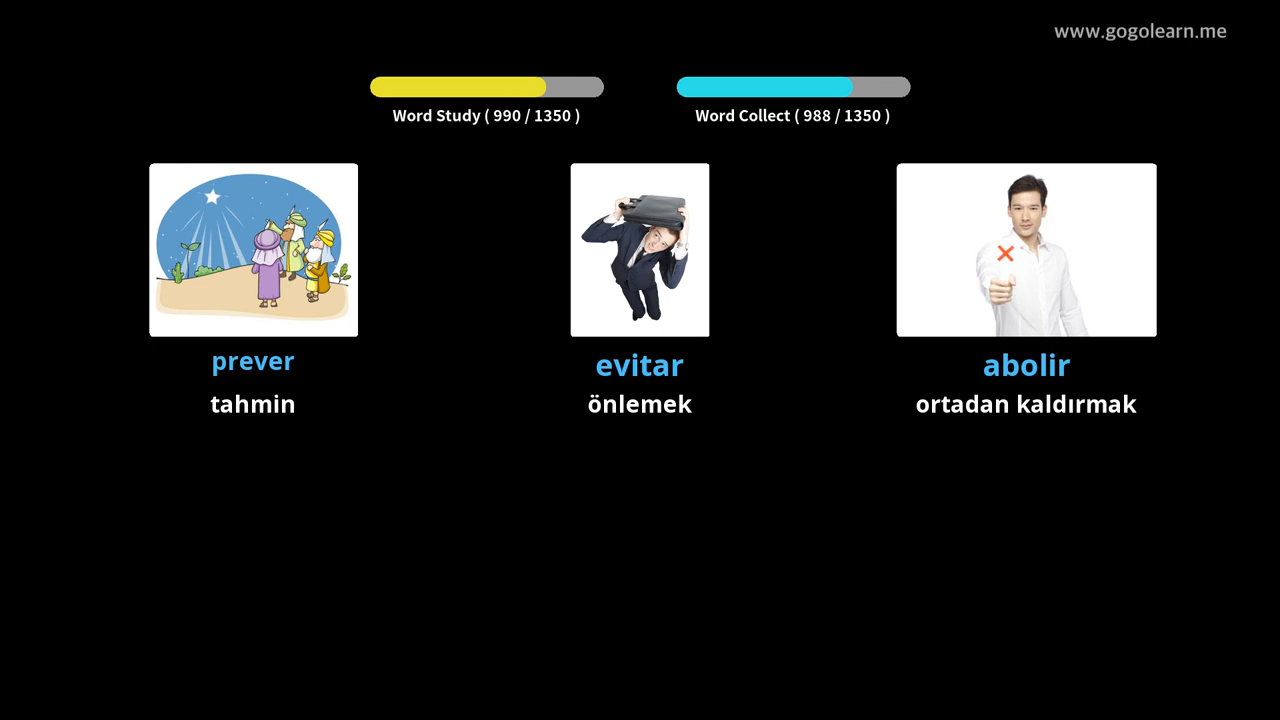 www.gogolearn.me
Word Study ( 990 / 1350 )
Word Collect ( 988 / 1350 )
prever
evitar
abolir
tahmin
önlemek
ortadan kaldırmak